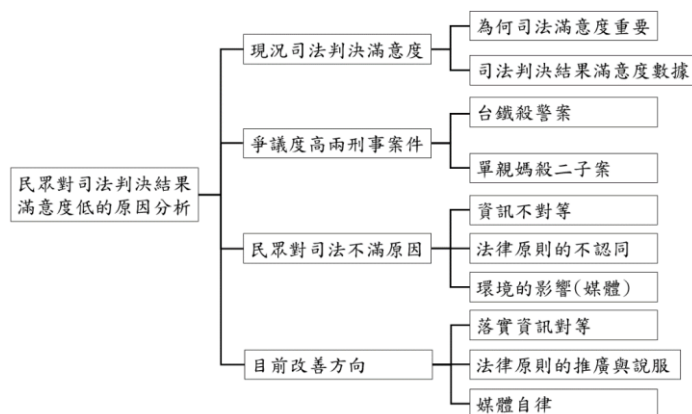 民眾對司法判決結果
滿意度低的原因分析
現況司法判決滿意度
為何司法滿意度重要
司法判決結果滿意度數據
爭議度高兩刑事案件
台鐵殺警案
單親媽殺二子案
民眾對司法不滿原因
資訊不對等
法律原則的不認同
環境的影響(媒體)
目前改善方向
落實資訊對等
法律原則的推廣與說服
媒體自律